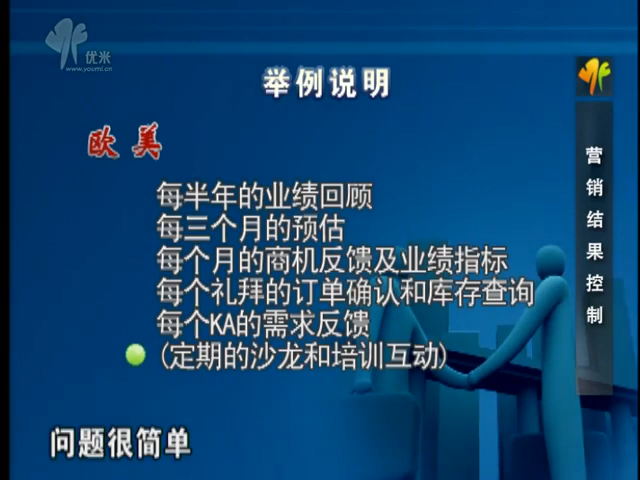 优米
www.youmi.cn
举例说明
欧美
每半年的业绩回顾
每三个月的预估
每个月的商机反馈及业绩指标
每个礼拜的订单确认和库存查询
每个KA的需求反馈
(定期的沙龙和培训互动)
营销结果控制
问题很简单